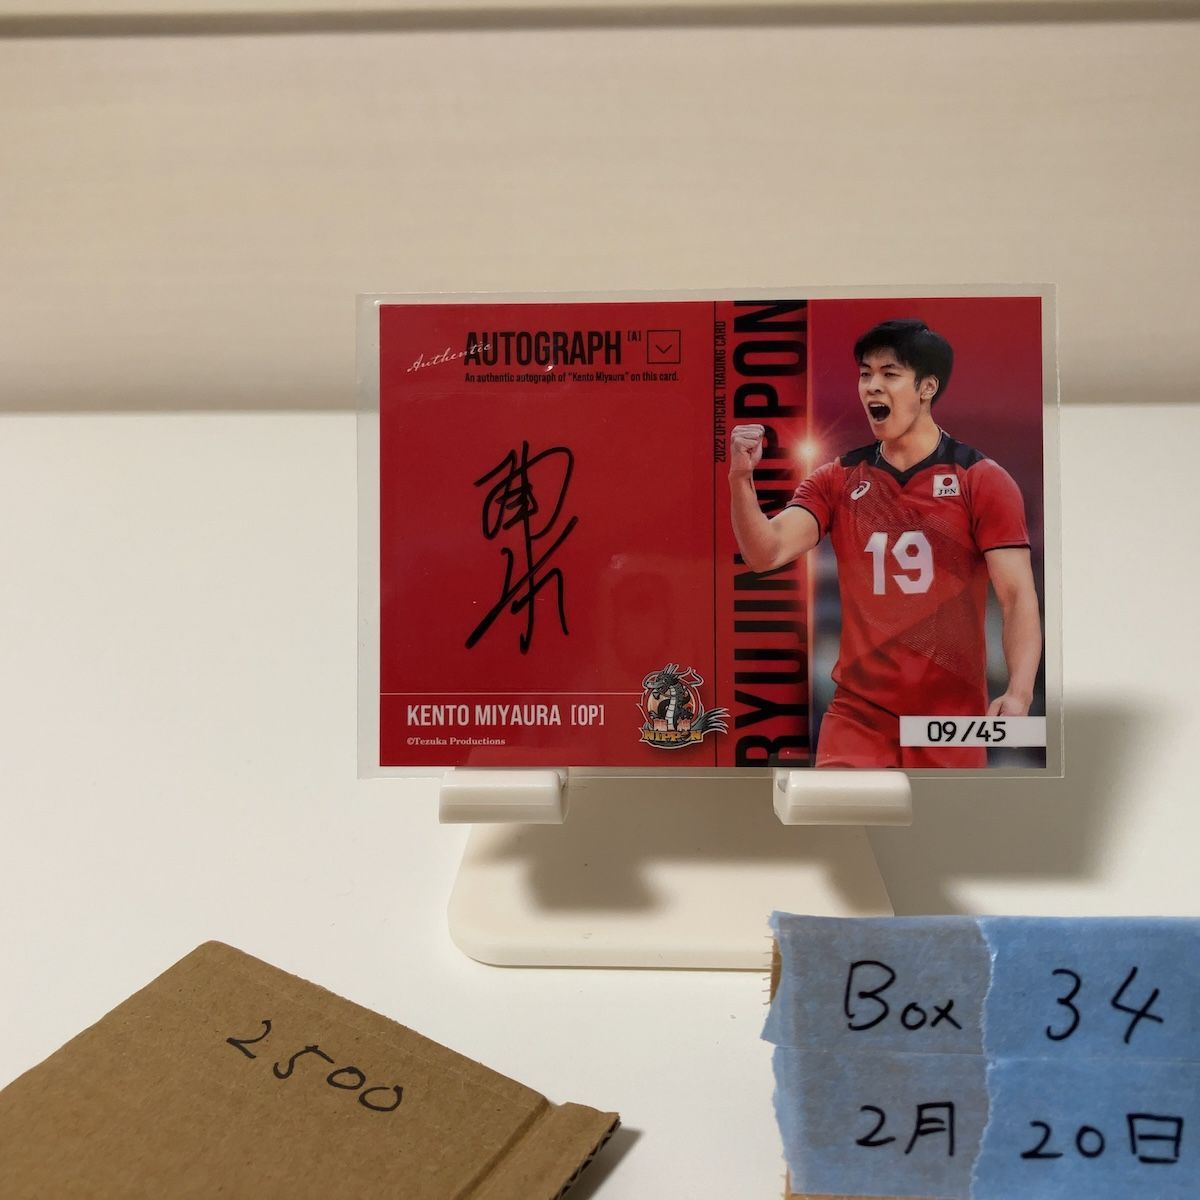 Authentic AUTOGRAPH [A]
An authentic autograph of "Kento Miyaura" on this card.
KENTO MIYAURA [OP]
©Tezuka Productions
NIPPON
2022 OFFICIAL TRADING CARD
RYUJIN NIPPON
JPN
19
09/45
2500
Box 34
2月 20日